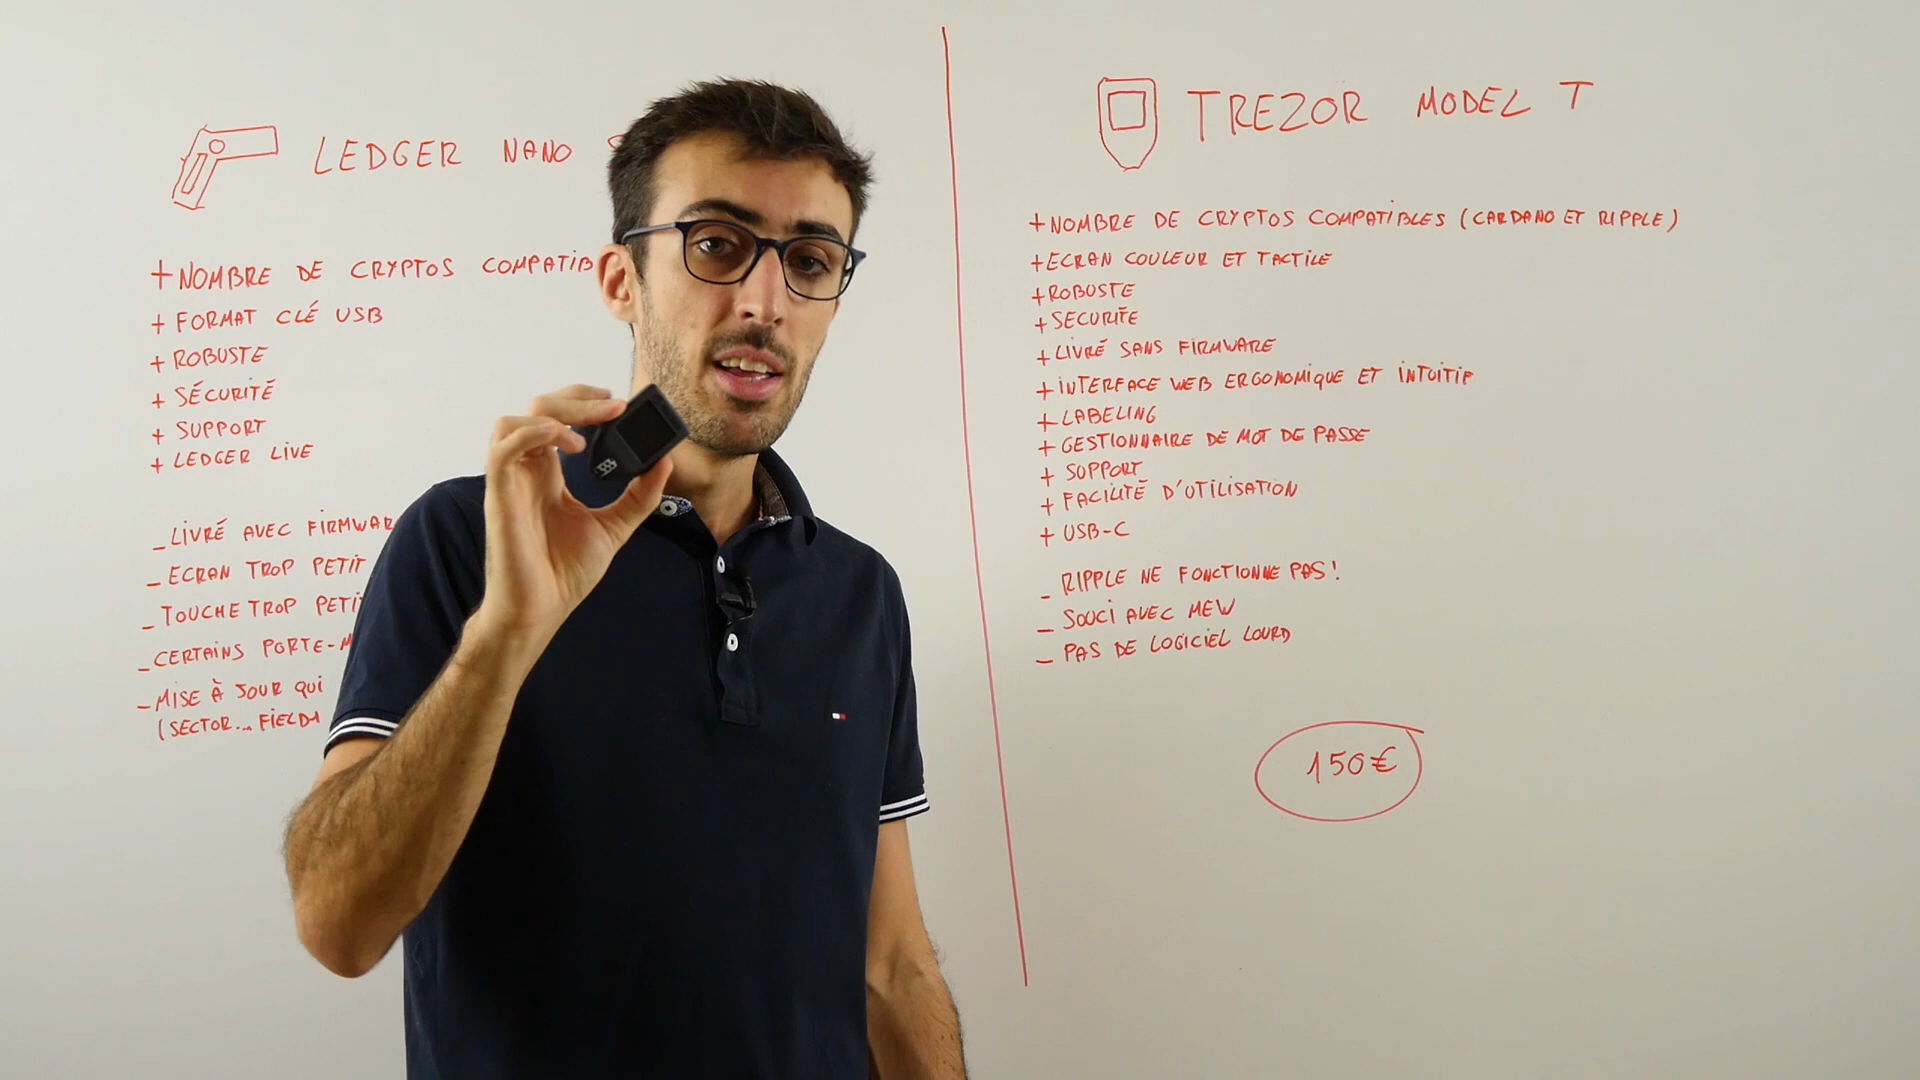 LEDGER NANO
+ NOMBRE DE CRYPTOS COMPATIB
+ FORMAT CLÉ USB
+ ROBUSTE
+ SÉCURITÉ
+ SUPPORT
+ LEDGER LIVE
- LIVRÉ AVEC FIRMWAR
- ECRAN TROP PETIT
- TOUCHE TROP PETI
- CERTAINS PORTE-M
- MISE À JOUR QUI
(SECTOR... FIELD
TREZOR MODEL T
+ NOMBRE DE CRYPTOS COMPATIBLES (CARDANO ET RIPPLE)
+ ECRAN COULEUR ET TACTILE
+ ROBUSTE
+ SECURITE
+ LIVRÉ SANS FIRMWARE
+ INTERFACE WEB ERGONOMIQUE ET INTUITIF
+ LABELING
+ GESTIONNAIRE DE MOT DE PASSE
+ SUPPORT
+ FACILITÉ D'UTILISATION
+ USB-C
- RIPPLE NE FONCTIONNE PAS !
- SOUCI AVEC MEW
- PAS DE LOGICIEL LOURD
150€